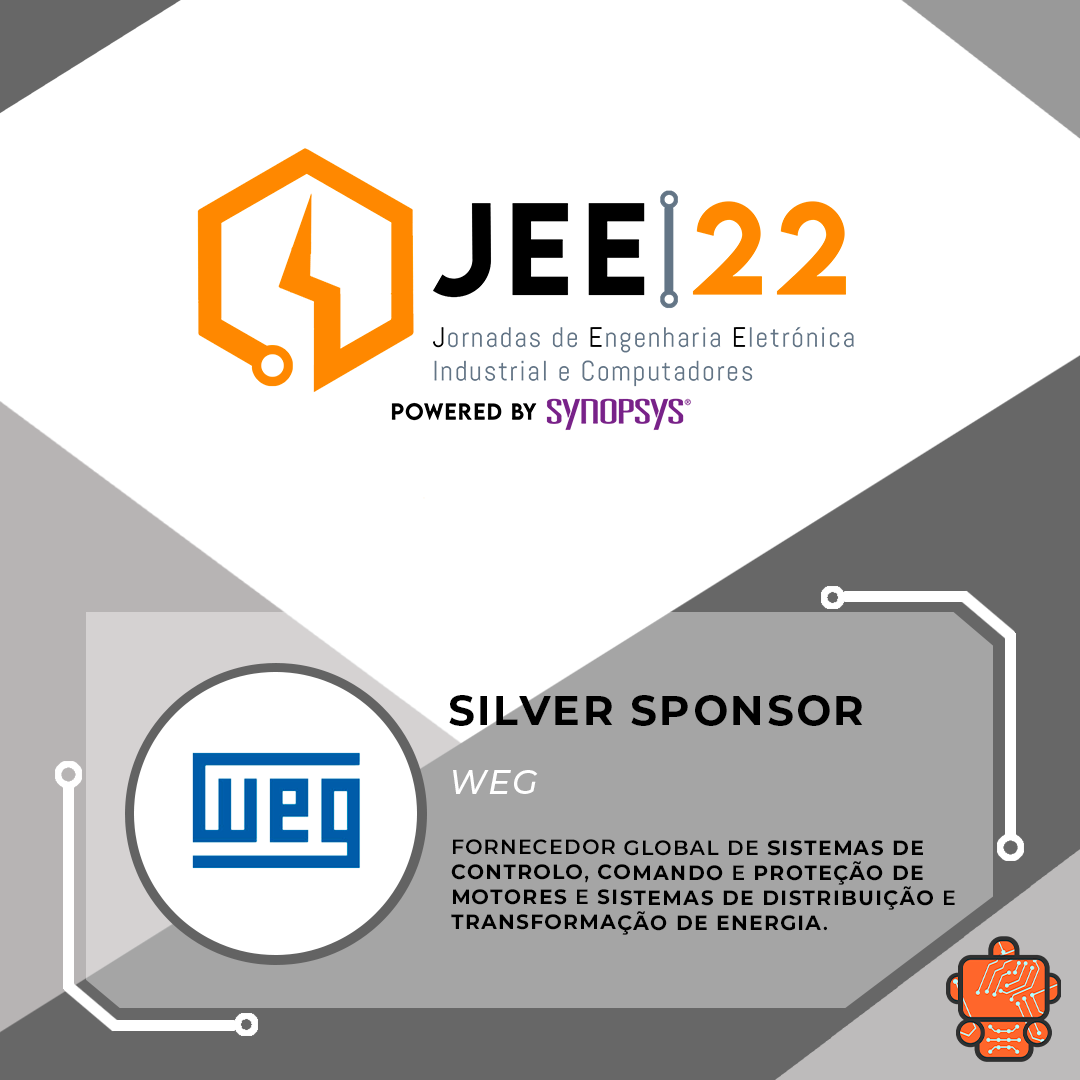 JEE 22
Jornadas de Engenharia Eletrónica
Industrial e Computadores
POWERED BY SYNOPSYS®
SILVER SPONSOR
weg
WEG
FORNECEDOR GLOBAL DE SISTEMAS DE
CONTROLO, COMANDO E PROTEÇÃO DE
MOTORES E SISTEMAS DE DISTRIBUIÇÃO E
TRANSFORMAÇÃO DE ENERGIA.